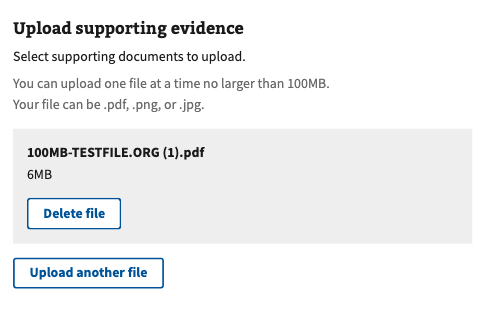 Upload supporting evidence
Select supporting documents to upload.
You can upload one file at a time no larger than 100MB.
Your file can be .pdf, .png, or .jpg.
100MB-TESTFILE.ORG (1).pdf
6MB
Delete file
Upload another file